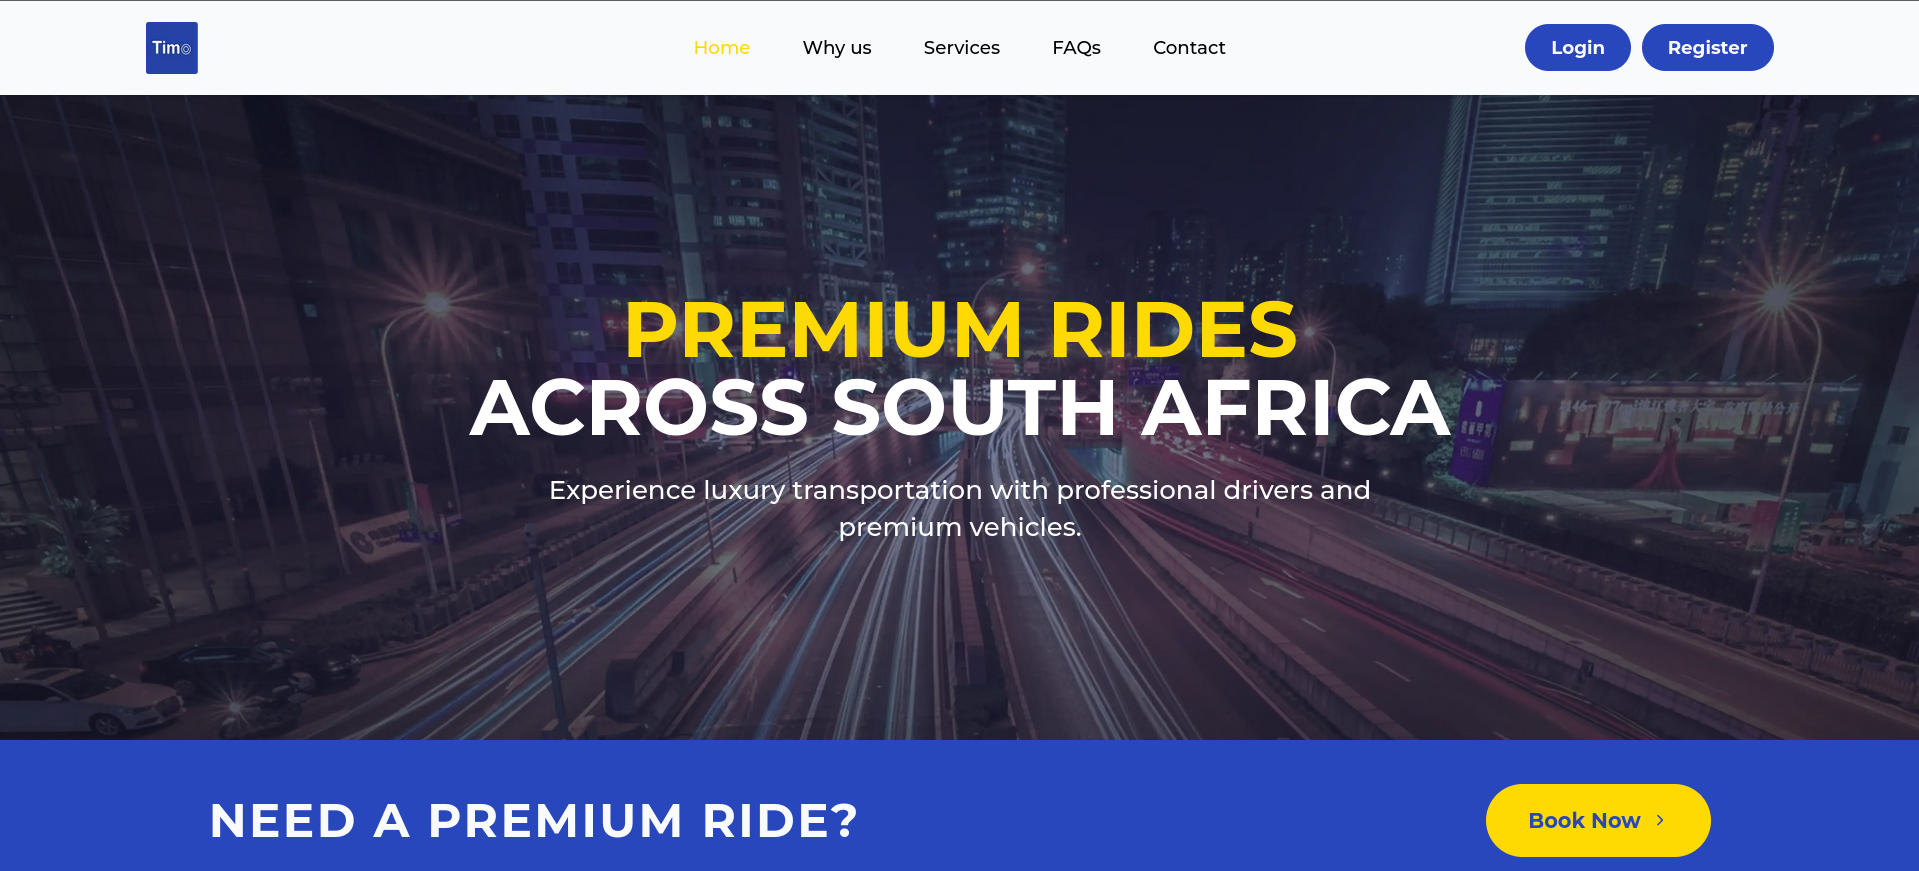 Tim
Home
Why us
Services
FAQs
Contact
Login
Register
PREMIUM RIDES
ACROSS SOUTH AFRICA
Experience luxury transportation with professional drivers and
premium vehicles.
NEED A PREMIUM RIDE?
Book Now